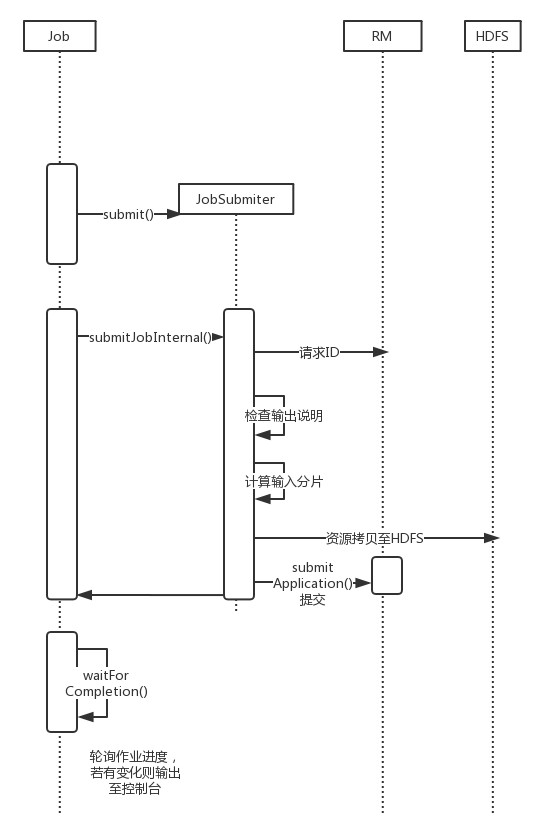 Job
RM
HDFS
JobSubmiter
submit()
submitJobInternal()
请求ID
检查输出说明
计算输入分片
资源拷贝至HDFS
submit
Application()
提交
waitFor
Completion()
轮询作业进度，
若有变化则输出
至控制台